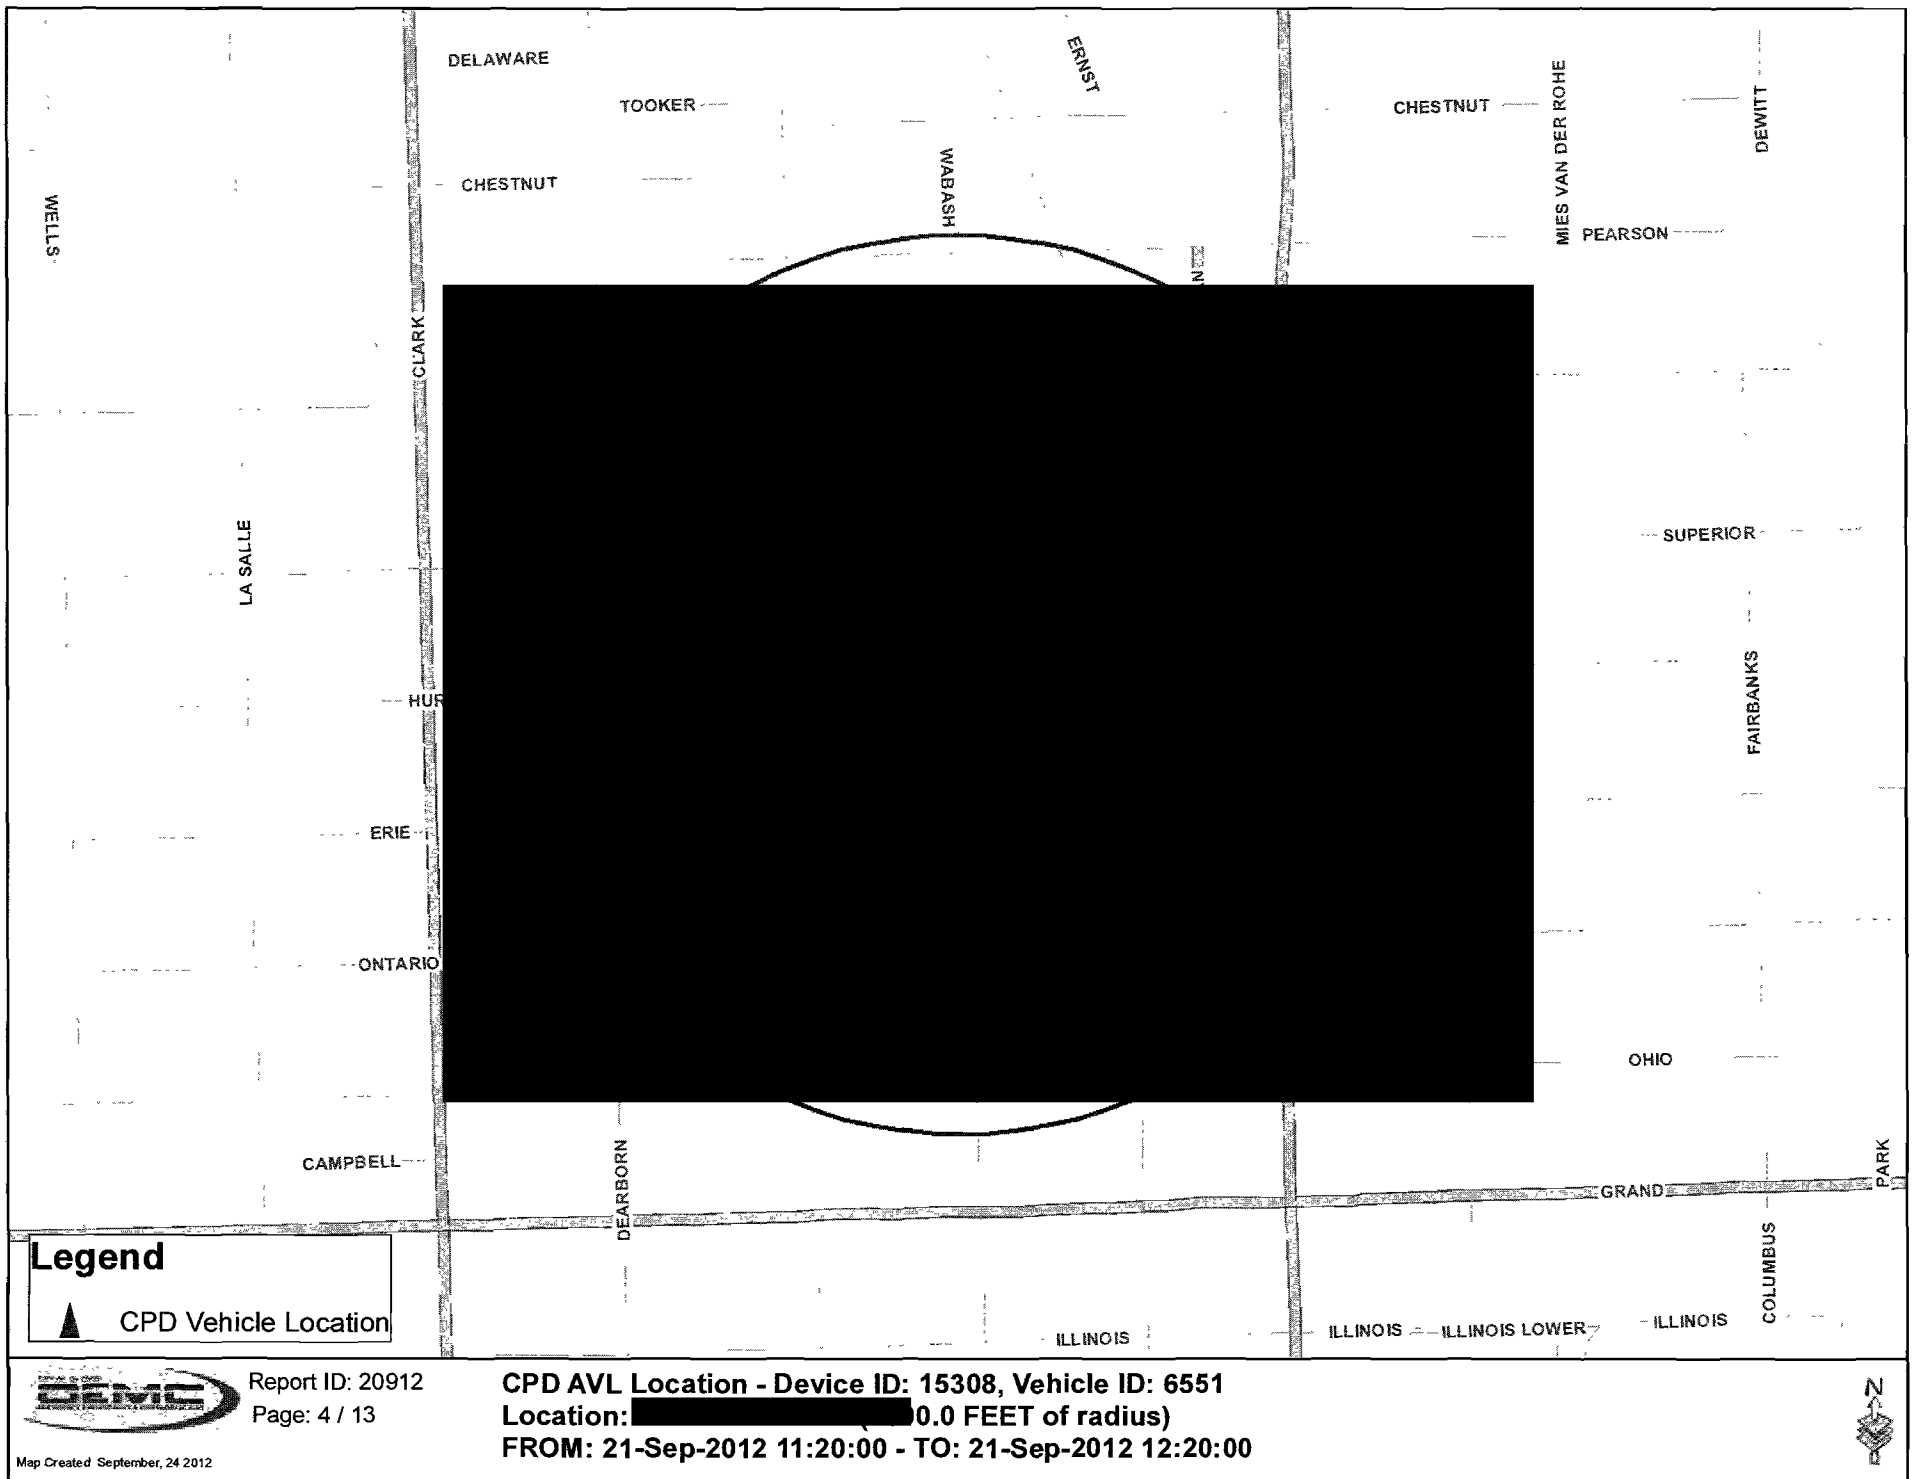 DELAWARE
ERNST
TOOKER
CHESTNUT
MIES VAN DER ROHE
DEWITT
WABASH
CHESTNUT
WELLS
PEARSON
CLARK
SUPERIOR
LA SALLE
FAIRBANKS
HUR
ERIE
ONTARIO
OHIO
CAMPBELL
DEARBORN
PARK
GRAND
COLUMBUS
Legend
CPD Vehicle Location
ILLINOIS
ILLINOIS
ILLINOIS LOWER
ILLINOIS
OEMC
Report ID: 20912
Page: 4 / 13
Map Created September, 24 2012
CPD AVL Location - Device ID: 15308, Vehicle ID: 6551
Location: 00.0 FEET of radius)
FROM: 21-Sep-2012 11:20:00 - TO: 21-Sep-2012 12:20:00
N